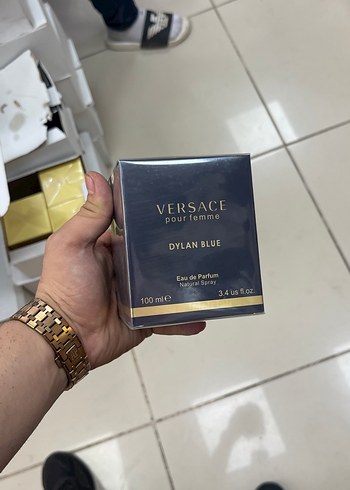 VERSACE
pour femme
DYLAN BLUE
Eau de Parfum
Natural Spray
100 ml ℮ 3.4 us fl.oz.